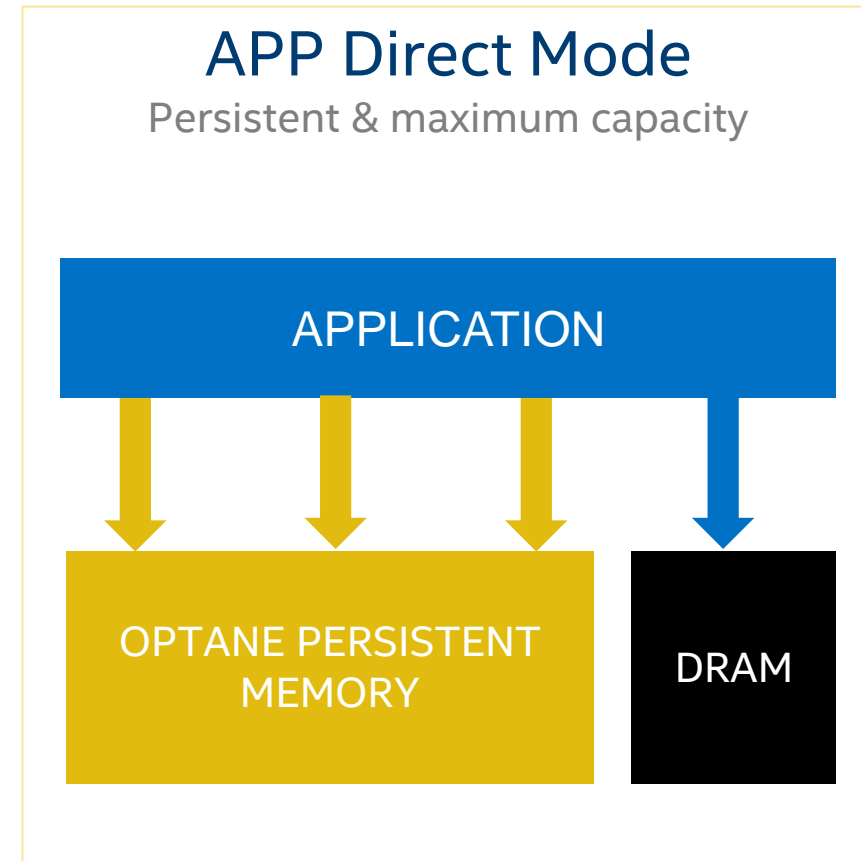 APP Direct Mode
Persistent & maximum capacity
APPLICATION
OPTANE PERSISTENT
MEMORY
DRAM